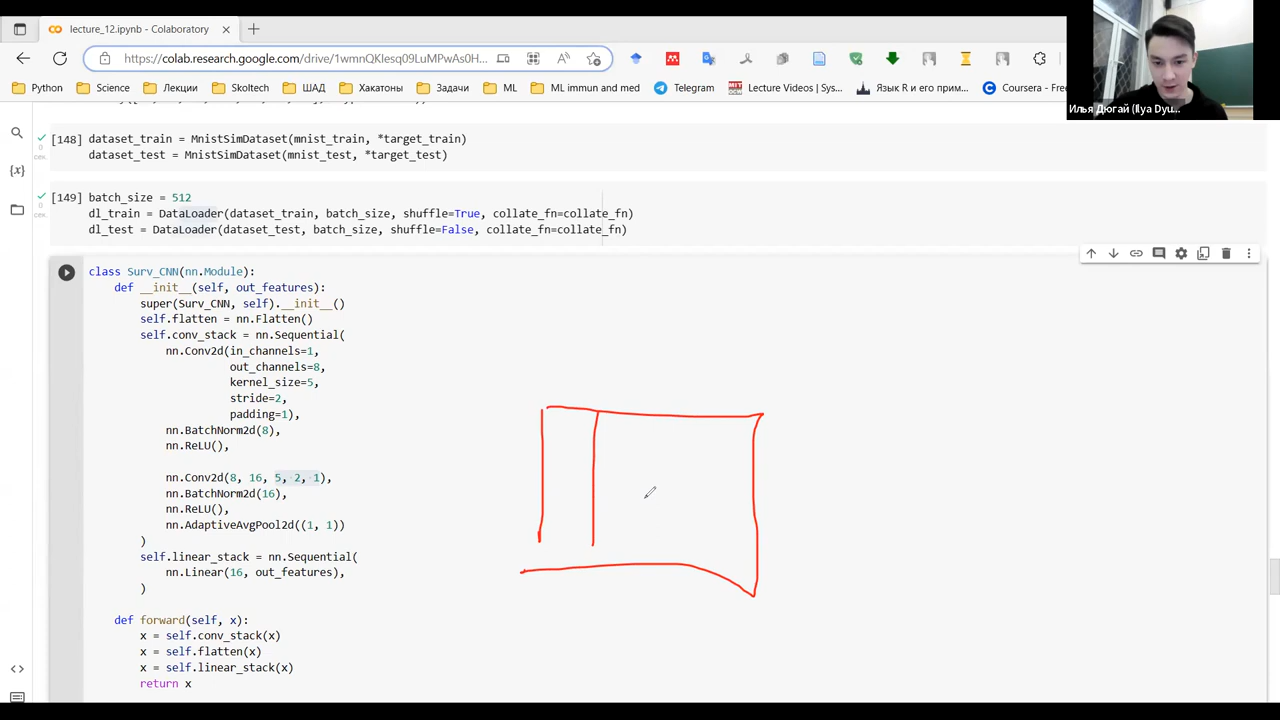 lecture_12.ipynb - Colaboratory
https://colab.research.google.com/drive/1wmnQKIesq09LuMPwAs0H...
Python
Science
Лекции
Skoltech
ШАД
Хакатоны
Задачи
ML
ML immun and med
Telegram
Lecture Videos | Sy...
Язык R и его прим...
Coursera - Free
Илья Дюгай (Ilya Dyu...
[148] dataset_train = MnistSimDataset(mnist_train, *target_train)
0 dataset_test = MnistSimDataset(mnist_test, *target_test)
сек.
[149] batch_size = 512
0 dl_train = DataLoader(dataset_train, batch_size, shuffle=True, collate_fn=collate_fn)
сек. dl_test = DataLoader(dataset_test, batch_size, shuffle=False, collate_fn=collate_fn)
class Surv_CNN(nn.Module):
def __init__(self, out_features):
super(Surv_CNN, self).__init__()
self.flatten = nn.Flatten()
self.conv_stack = nn.Sequential(
nn.Conv2d(in_channels=1,
out_channels=8,
kernel_size=5,
stride=2,
padding=1),
nn.BatchNorm2d(8),
nn.ReLU(),
nn.Conv2d(8, 16, 5, 2, 1),
nn.BatchNorm2d(16),
nn.ReLU(),
nn.AdaptiveAvgPool2d((1, 1))
)
self.linear_stack = nn.Sequential(
nn.Linear(16, out_features),
)
def forward(self, x):
x = self.conv_stack(x)
x = self.flatten(x)
x = self.linear_stack(x)
return x